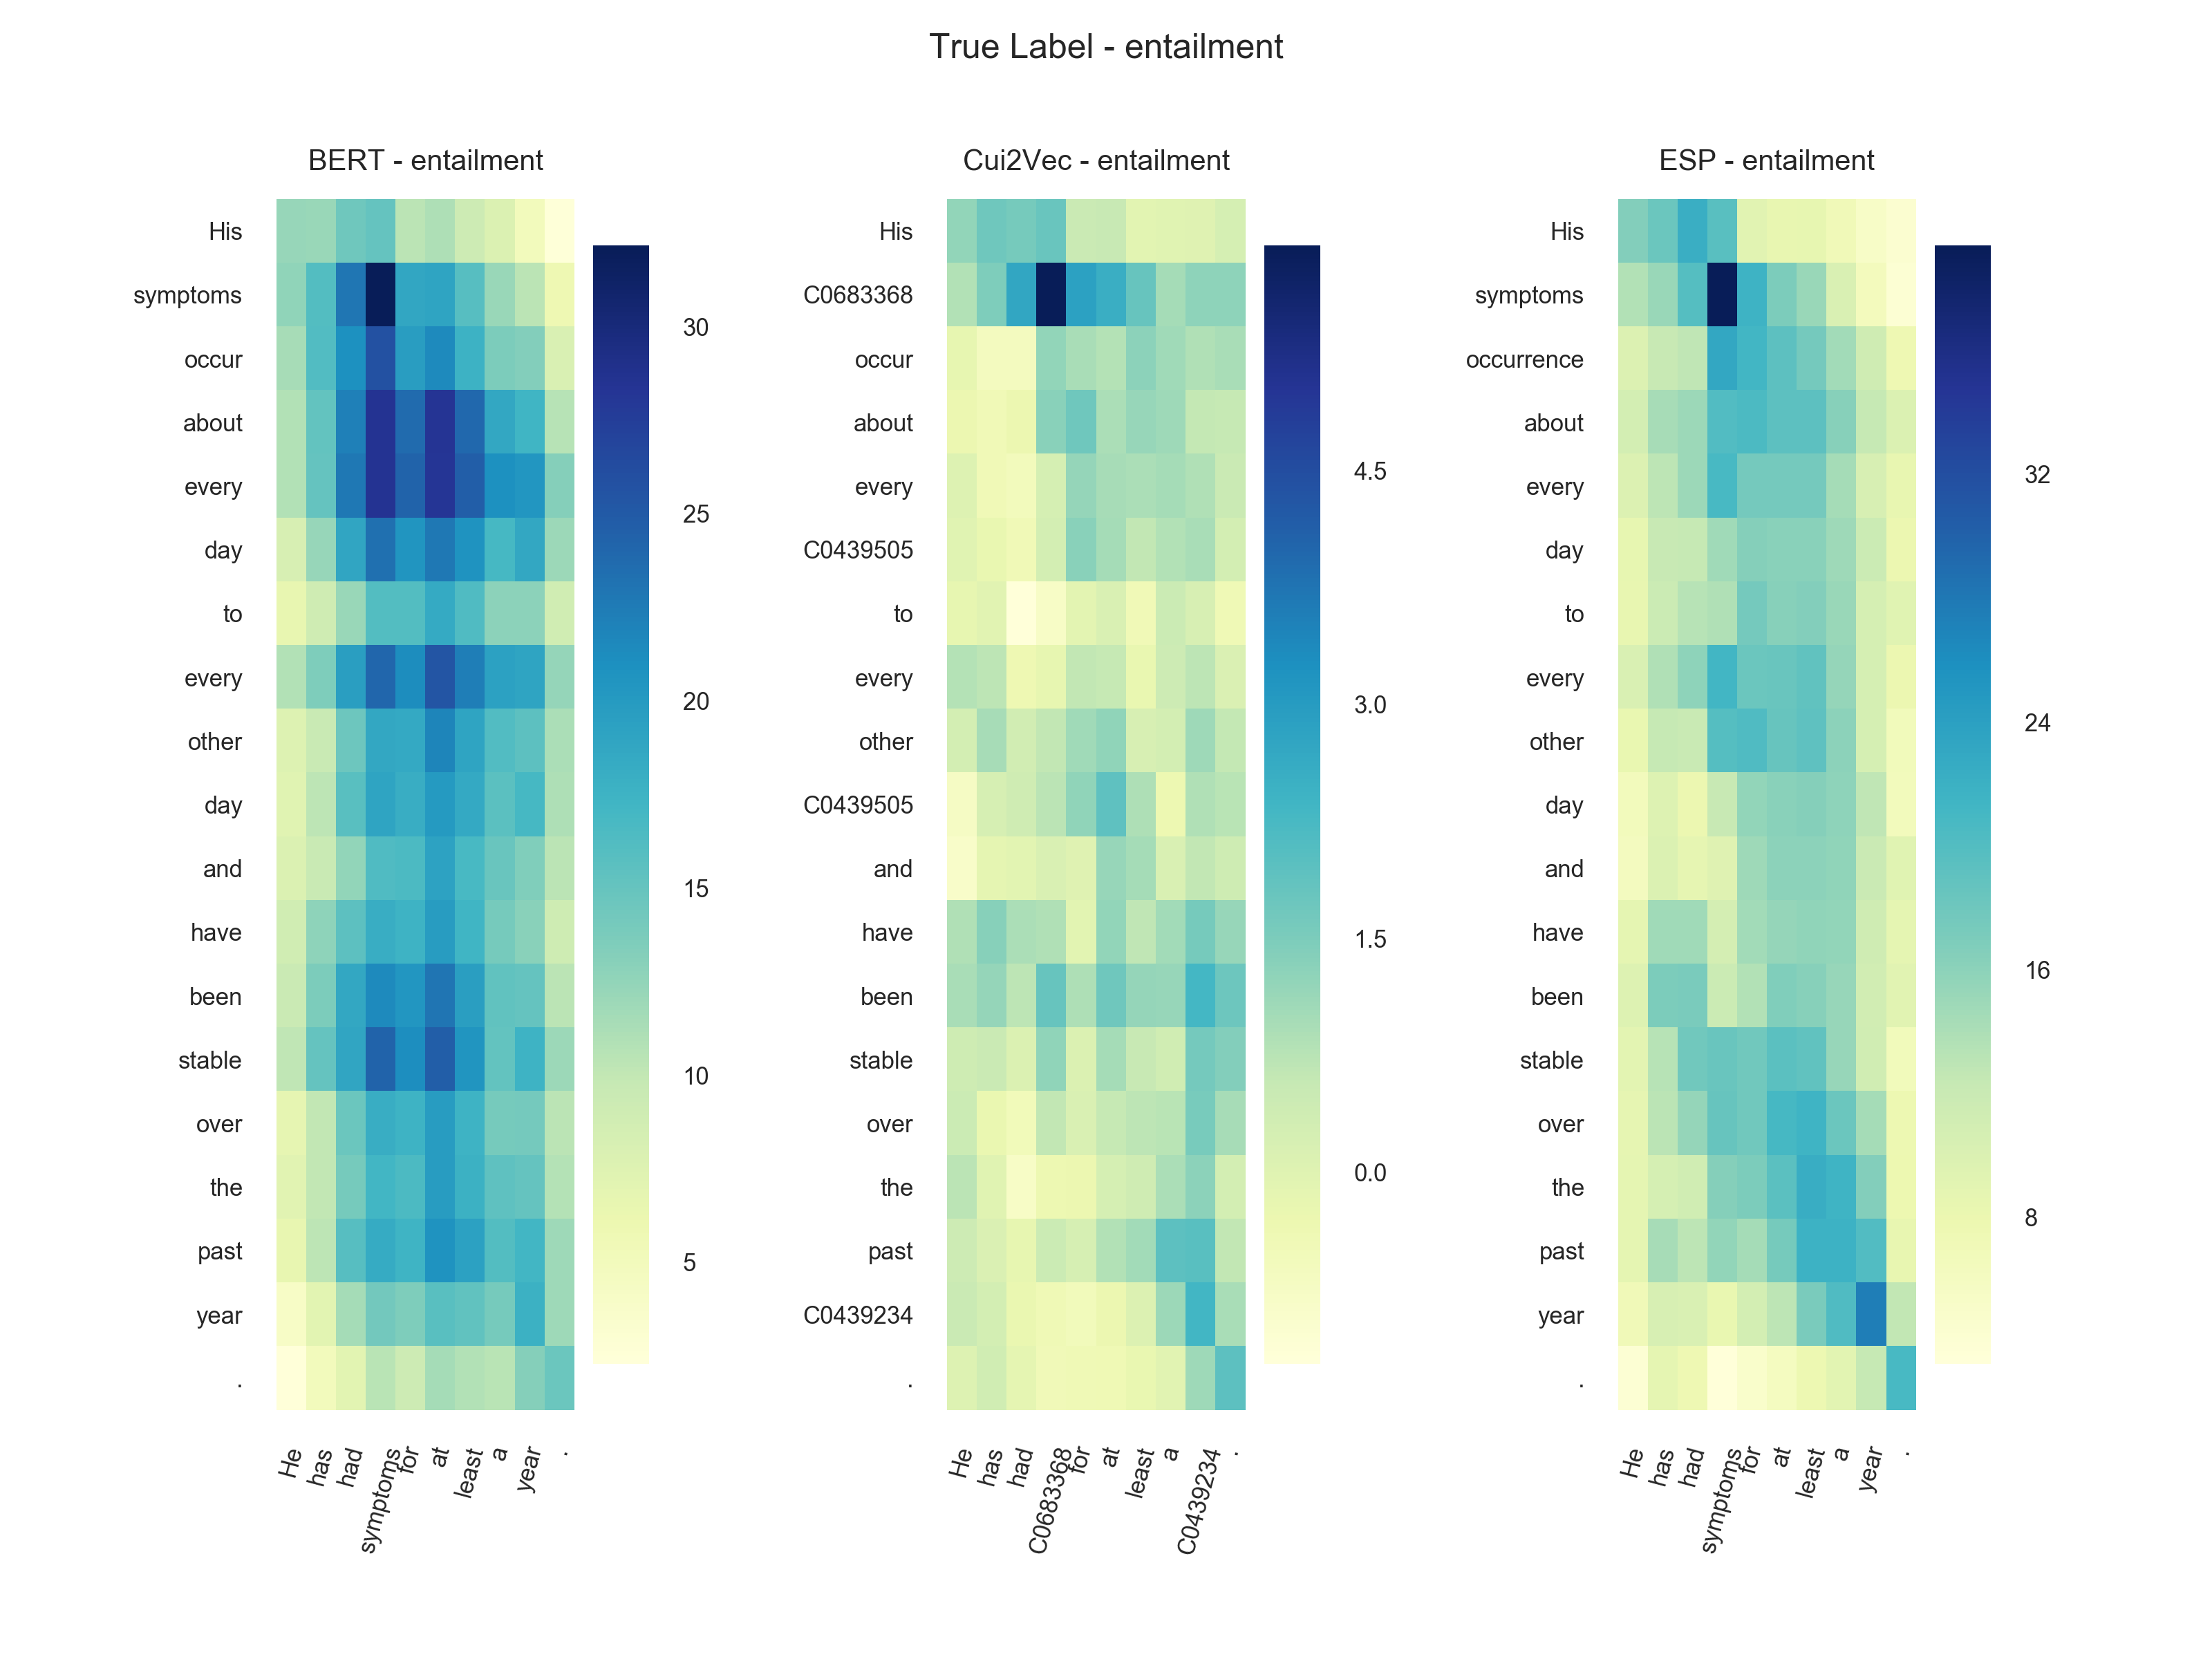 True Label - entailment
BERT - entailment
His
symptoms
occur
about
every
day
to
every
other
day
and
have
been
stable
over
the
past
year
.
He
has
had
symptoms
for
at
least
a
year
.
30
25
20
15
10
5
Cui2Vec - entailment
His
C0683368
occur
about
every
C0439505
to
every
other
C0439505
and
have
been
stable
over
the
past
C0439234
.
He
has
had
C0683368
for
at
least
a
C0439234
.
4.5
3.0
1.5
0.0
ESP - entailment
His
symptoms
occurrence
about
every
day
to
every
other
day
and
have
been
stable
over
the
past
year
.
He
has
had
symptoms
for
at
least
a
year
.
32
24
16
8